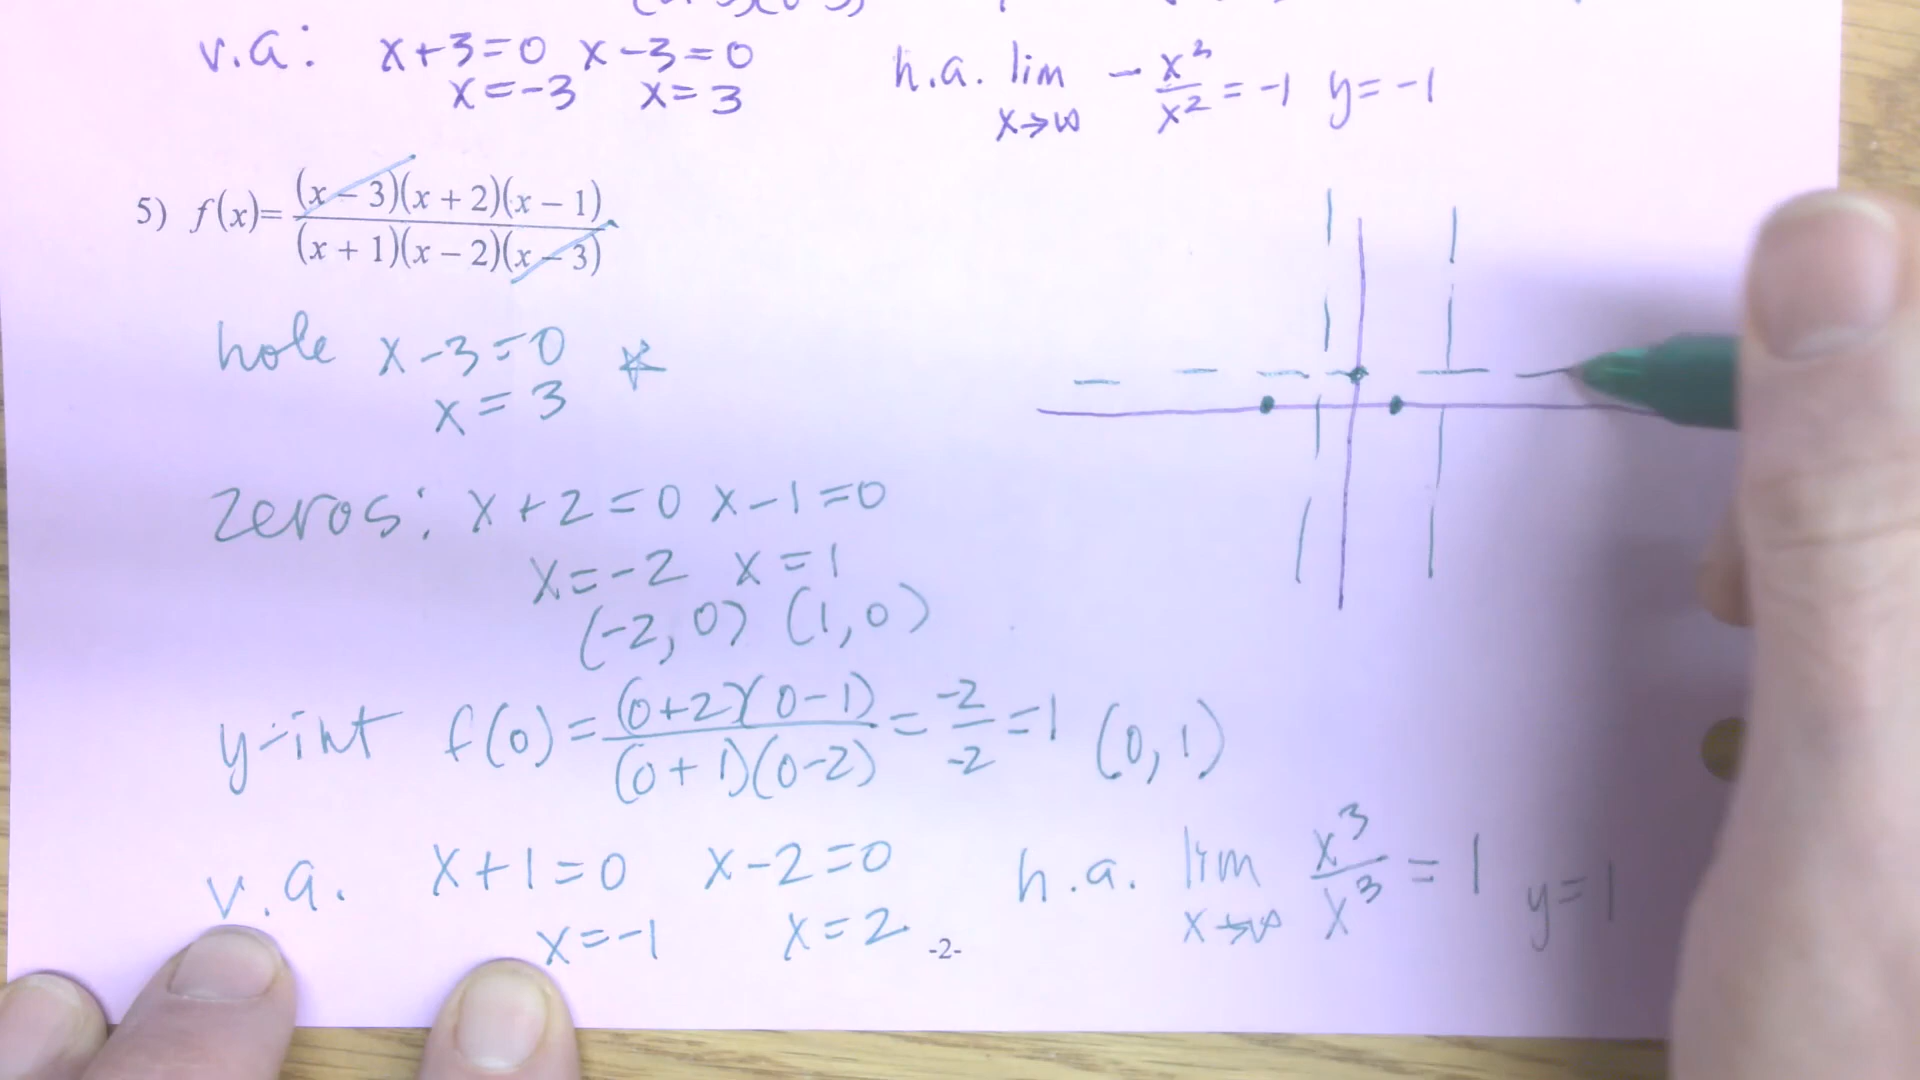 v.a: x+3=0 x-3=0
x=-3 x=3
h.a. lim x→∞ -x²/x² = -1 y=-1
5) f(x)= (x – 3)(x + 2)(x – 1) / (x + 1)(x – 2)(x – 3)
hole x-3=0
x=3
zeros: x+2=0 x-1=0
x=-2 x=1
(-2,0) (1,0)
y-int f(0)= (0+2)(0-1) / (0+1)(0-2) = -2/-2 =1 (0,1)
v.a. x+1=0 x-2=0
x=-1 x=2
h.a. lim x→∞ x³/x³ = 1 y=1
-2-